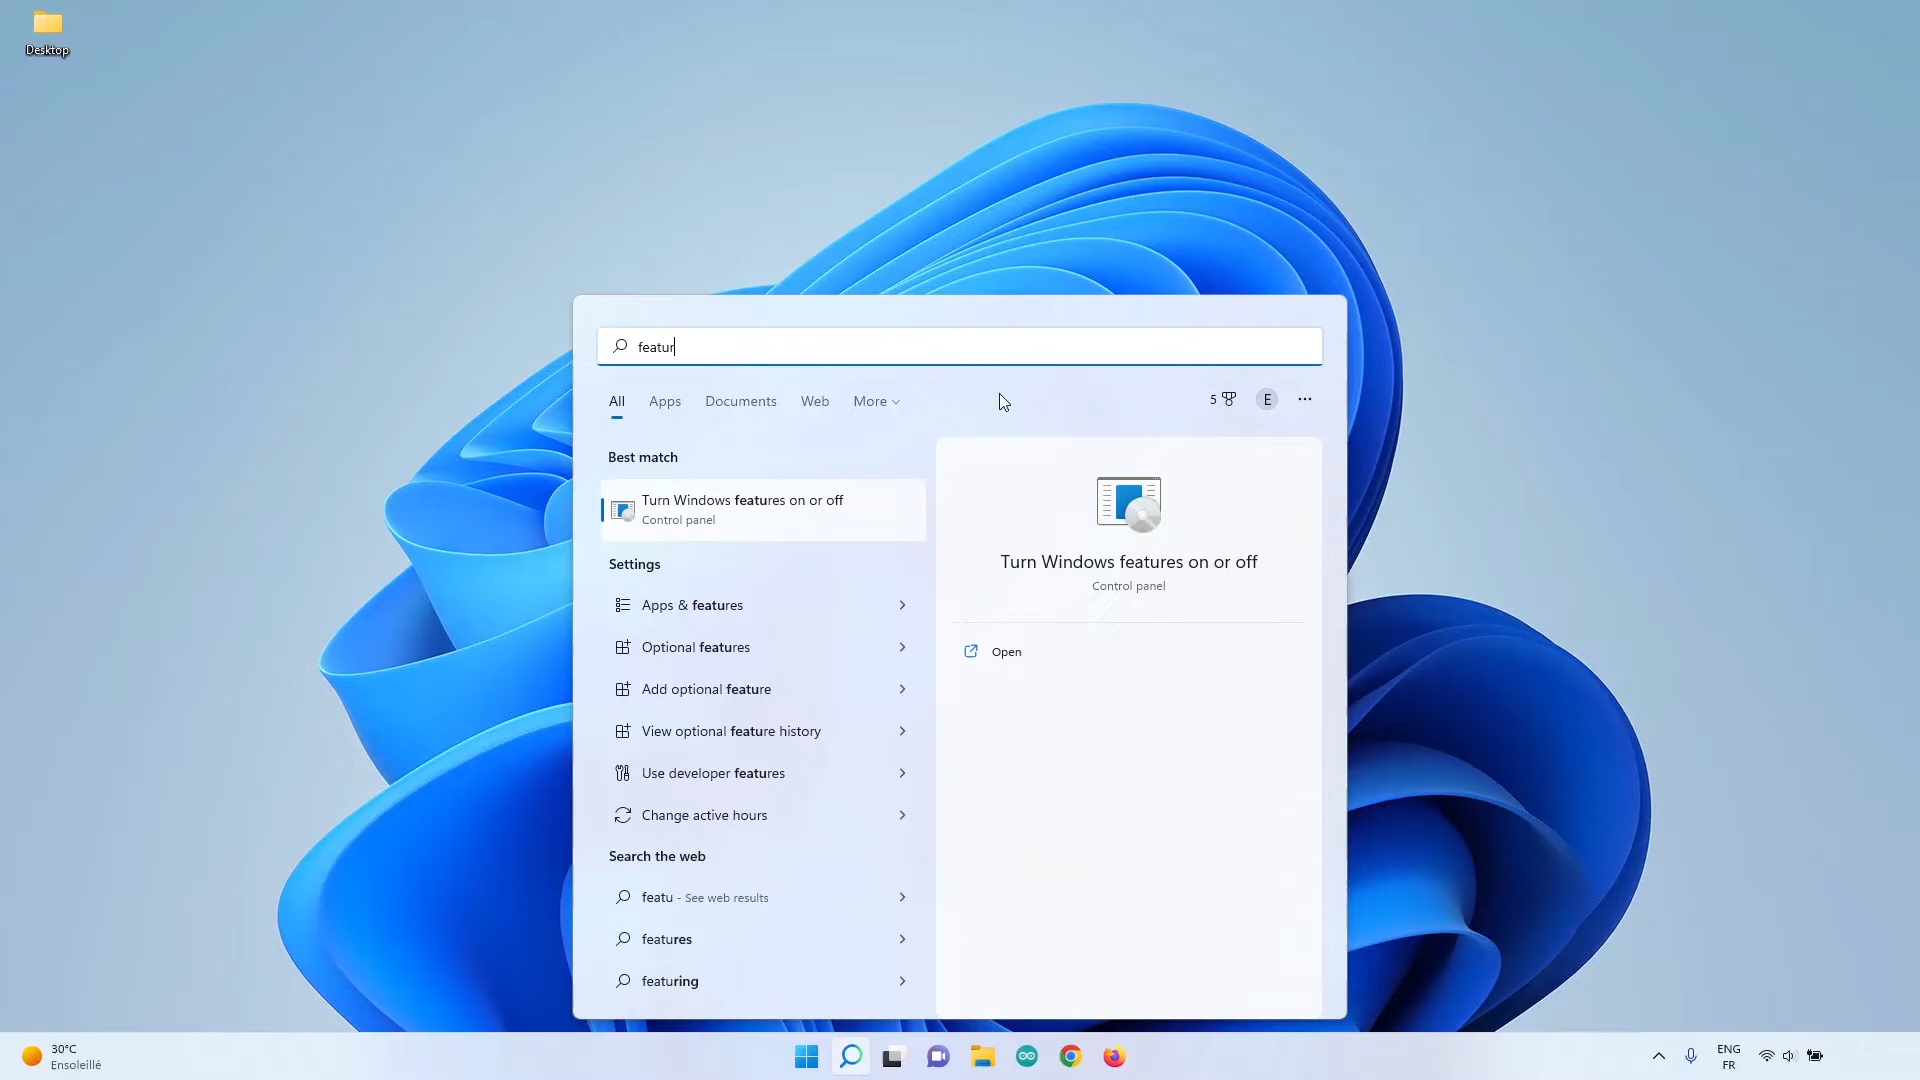 Desktop
featur
All
Apps
Documents
Web
More
5
E
Best match
Turn Windows features on or off
Control panel
Settings
Apps & features
Optional features
Add optional feature
View optional feature history
Use developer features
Change active hours
Search the web
featu - See web results
features
featuring
Turn Windows features on or off
Control panel
Open
30°C
Ensoleillé
ENG
FR